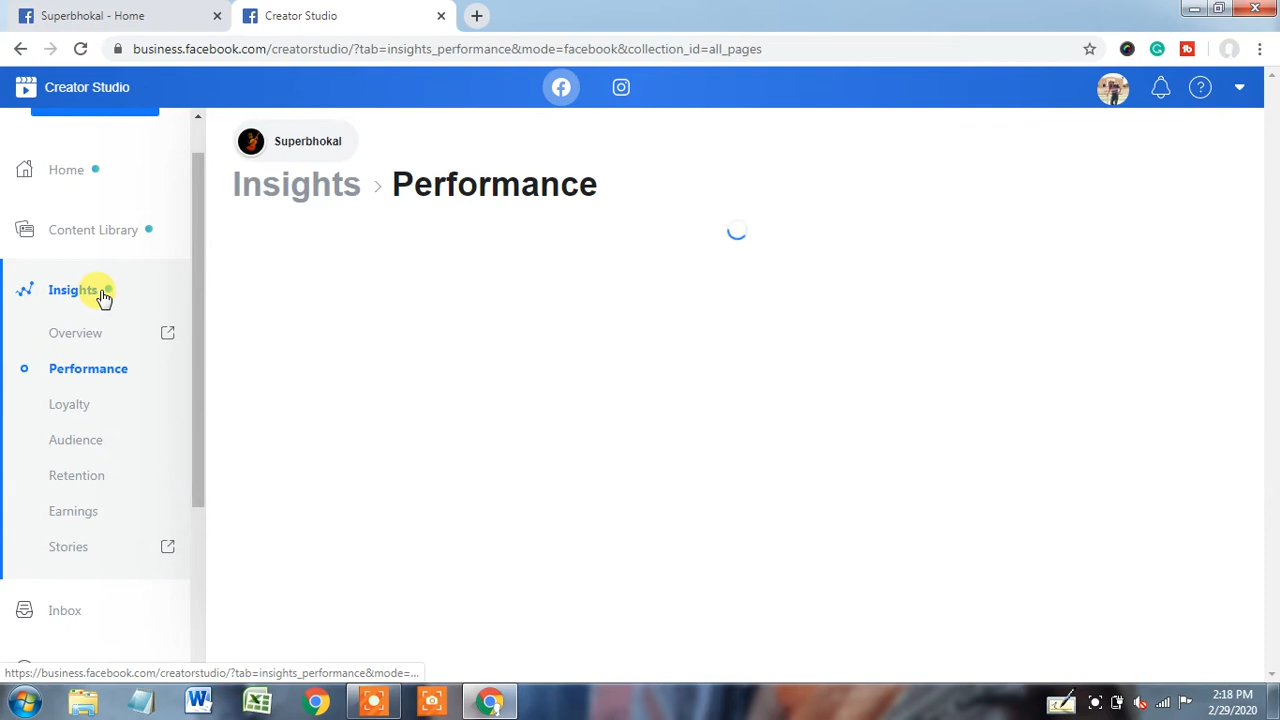 Superbhokal - Home
Creator Studio
business.facebook.com/creatorstudio/?tab=insights_performance&mode=facebook&collection_id=all_pages
Creator Studio
Superbhokal
Insights > Performance
Home
Content Library
Insights
Overview
Performance
Loyalty
Audience
Retention
Earnings
Stories
Inbox
https://business.facebook.com/creatorstudio/?tab=insights_performance&mode=...
2:18 PM
2/29/2020